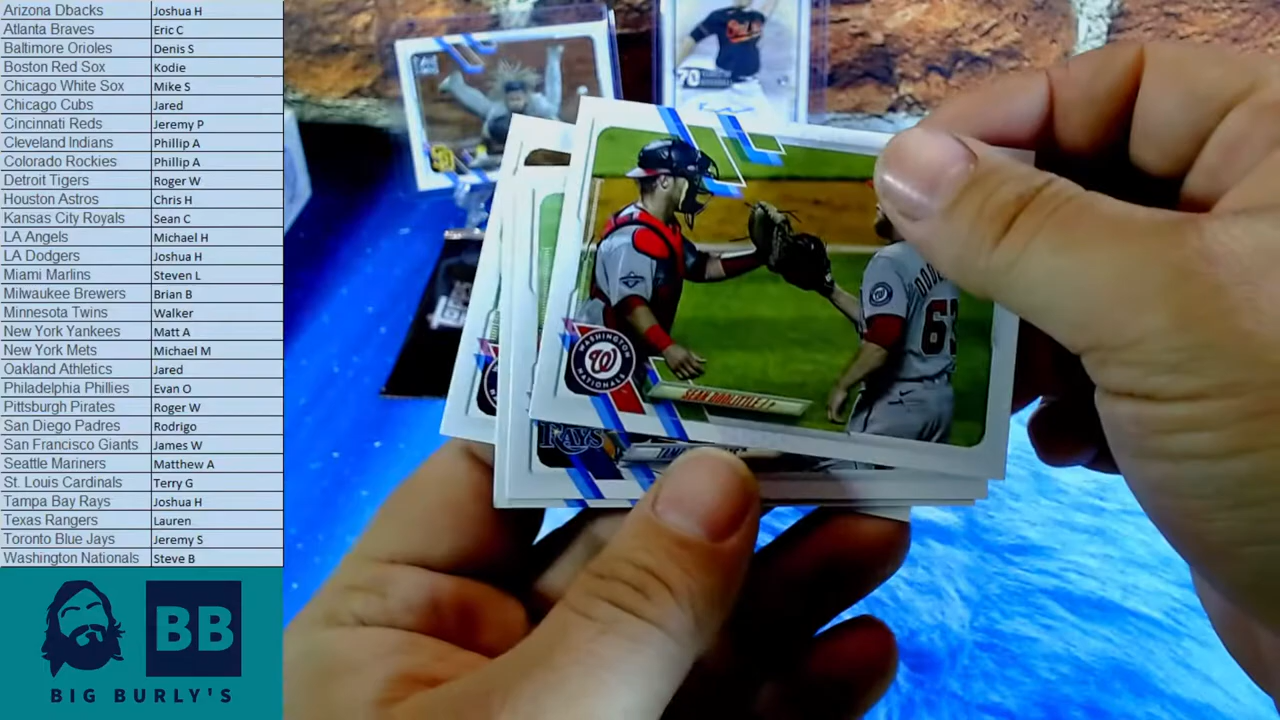 Arizona Dbacks Joshua H
Atlanta Braves Eric C
Baltimore Orioles Denis S
Boston Red Sox Kodie
Chicago White Sox Mike S
Chicago Cubs Jared
Cincinnati Reds Jeremy P
Cleveland Indians Phillip A
Colorado Rockies Phillip A
Detroit Tigers Roger W
Houston Astros Chris H
Kansas City Royals Sean C
LA Angels Michael H
LA Dodgers Joshua H
Miami Marlins Steven L
Milwaukee Brewers Brian B
Minnesota Twins Walker
New York Yankees Matt A
New York Mets Michael M
Oakland Athletics Jared
Philadelphia Phillies Evan O
Pittsburgh Pirates Roger W
San Diego Padres Rodrigo
San Francisco Giants James W
Seattle Mariners Matthew A
St. Louis Cardinals Terry G
Tampa Bay Rays Joshua H
Texas Rangers Lauren
Toronto Blue Jays Jeremy S
Washington Nationals Steve B
BB
BIG BURLY'S
70
WASHINGTON
W
NATIONALS
SEAN DOOLITTLE
63
RAYS